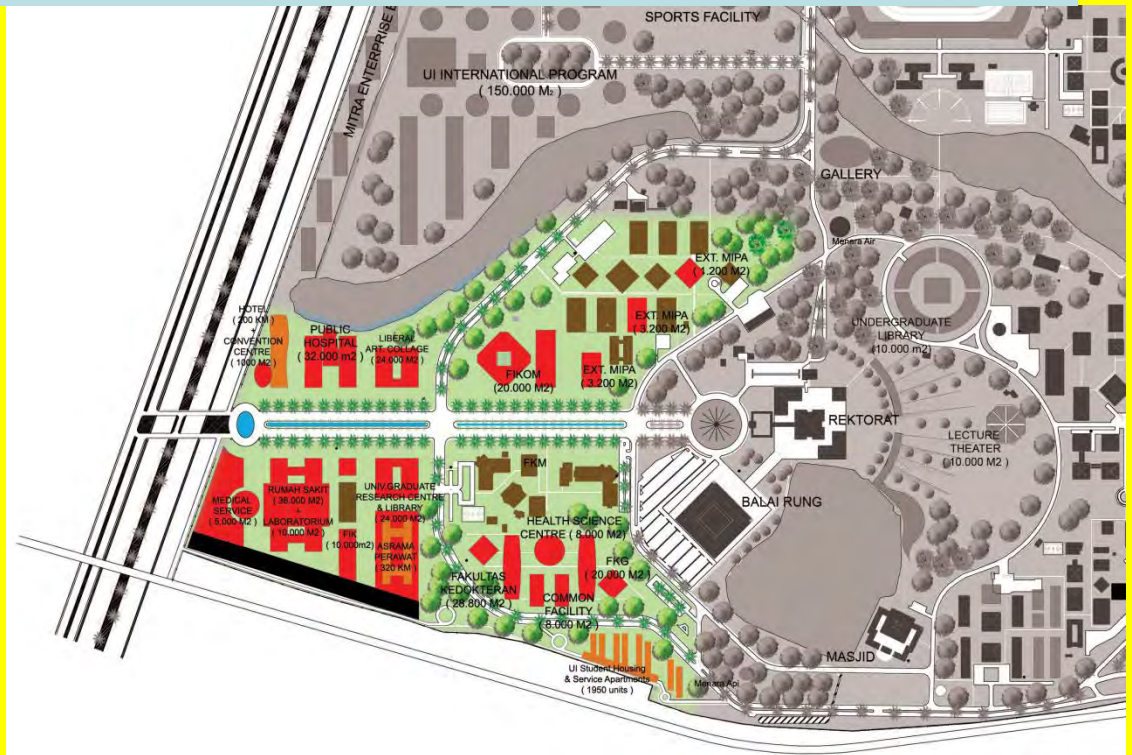 SPORTS FACILITY
UI INTERNATIONAL PROGRAM
( 150.000 M2 )
MITRA ENTERPRISE
GALLERY
Menara Air
EXT. MIPA
( 1.200 M2)
HOTEL
( 200 KM )
+
CONVENTION
CENTRE
( 1000 M2 )
PUBLIC
HOSPITAL
( 32.000 m2 )
LIBERAL
ART. COLLAGE
( 24.000 M2 )
EXT. MIPA
( 3.200 M2)
FIKOM
(20.000 M2)
EXT. MIPA
( 3.200 M2)
UNDERGRADUATE
LIBRARY
(10.000 m2)
REKTORAT
LECTURE
THEATER
( 10.000 M2 )
MEDICAL
SERVICE
( 5.000 M2 )
RUMAH SAKIT
( 36.000 M2)
+
LABORATORIUM
( 10.000 M2 )
FIK
( 10.000m2)
UNIV.GRADUATE
RESEARCH CENTRE
& LIBRARY
( 24.000 M2)
ASRAMA
PERAWAT
( 320 KM )
FKM
HEALTH SCIENCE
CENTRE ( 8.000 M2)
BALAI RUNG
FAKULTAS
KEDOKTERAN
( 28.800 M2 )
FKG
( 20.000 M2)
COMMON
FACILITY
( 8.000 M2)
UI Student Housing
& Service Apartments
( 1950 units )
Menara Api
MASJID